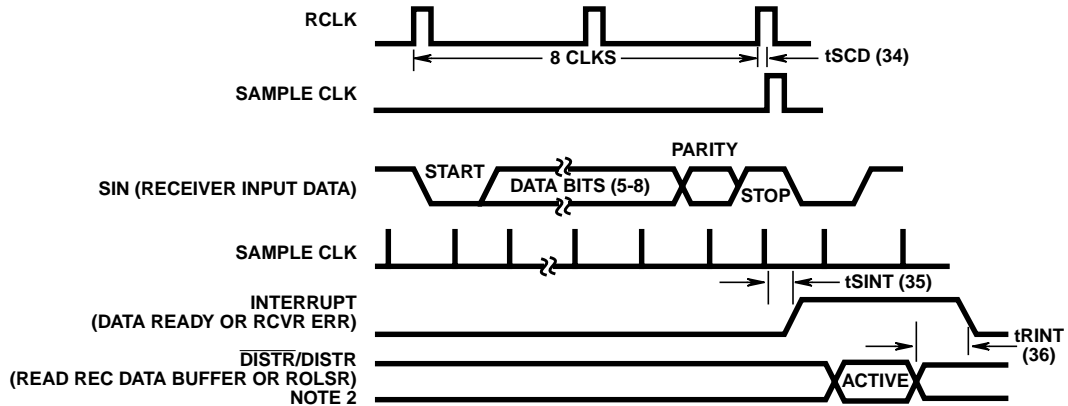 RCLK
8 CLKS
tSCD (34)
SAMPLE CLK
PARITY
START
SIN (RECEIVER INPUT DATA)
DATA BITS (5-8)
STOP
SAMPLE CLK
tSINT (35)
INTERRUPT
(DATA READY OR RCVR ERR)
tRINT
(36)
DISTR/DISTR
(READ REC DATA BUFFER OR ROLSR)
ACTIVE
NOTE 2